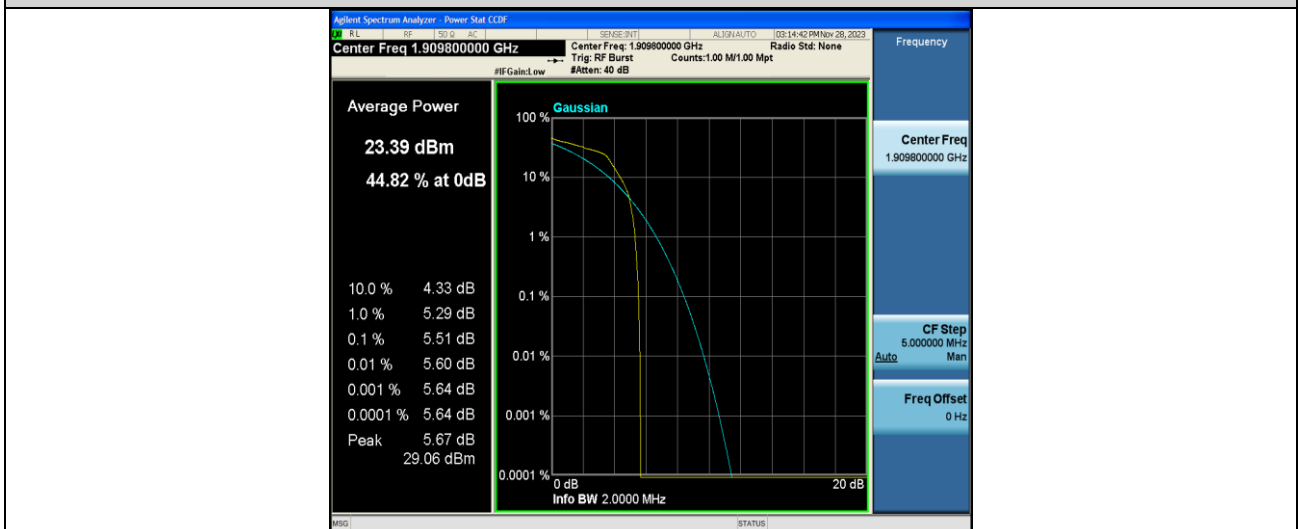 Agilent Spectrum Analyzer - Power Stat CCDF
RL RF 50 Ω AC SENSE:INT ALIGN AUTO 03:14:42 PM Nov 28, 2023
Center Freq 1.909800000 GHz
Center Freq: 1.909800000 GHz Radio Std: None
Trig: RF Burst Counts:1.00 M/1.00 Mpt
#IFGain:Low #Atten: 40 dB
Frequency
Average Power
23.39 dBm
44.82 % at 0dB
10.0 % 4.33 dB
1.0 % 5.29 dB
0.1 % 5.51 dB
0.01 % 5.60 dB
0.001 % 5.64 dB
0.0001 % 5.64 dB
Peak 5.67 dB
29.06 dBm
Gaussian
100 %
10 %
1 %
0.1 %
0.01 %
0.001 %
0.0001 %
0 dB 20 dB
Info BW 2.0000 MHz
Center Freq
1.909800000 GHz
CF Step
5.000000 MHz
Auto Man
Freq Offset
0 Hz
MSG STATUS